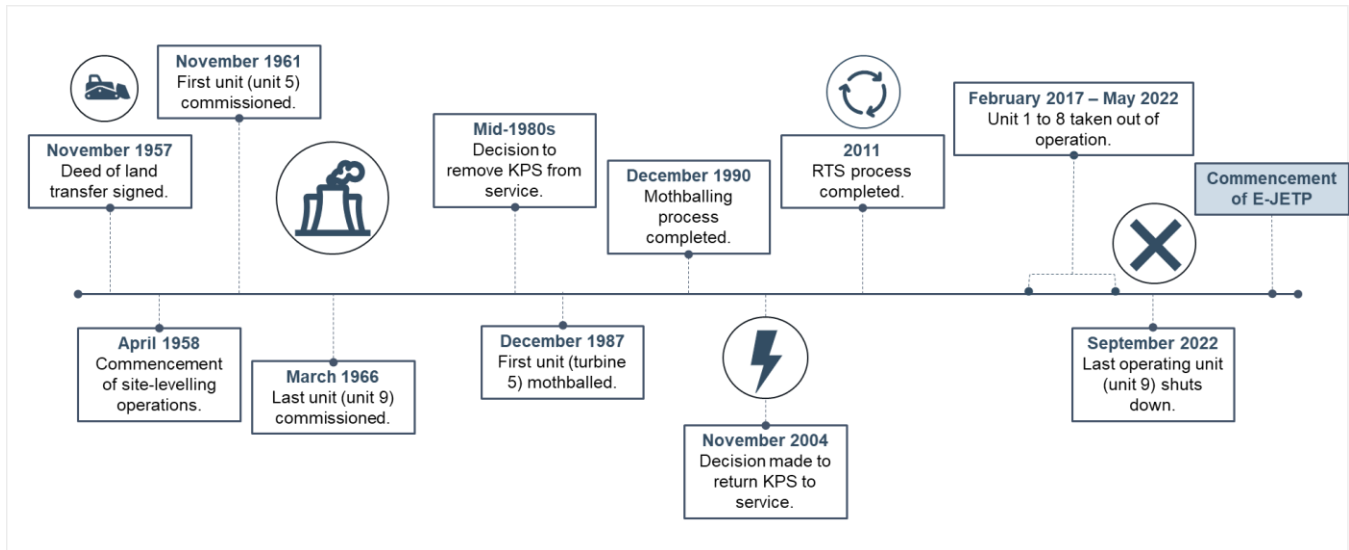 November 1957
Deed of land
transfer signed.
April 1958
Commencement
of site-levelling
operations.
November 1961
First unit (unit 5)
commissioned.
March 1966
Last unit (unit 9)
commissioned.
Mid-1980s
Decision to
remove KPS from
service.
December 1987
First unit (turbine
5) mothballed.
December 1990
Mothballing
process
completed.
November 2004
Decision made to
return KPS to
service.
2011
RTS process
completed.
February 2017 – May 2022
Unit 1 to 8 taken out of
operation.
September 2022
Last operating unit
(unit 9) shuts
down.
Commencement
of E-JETP